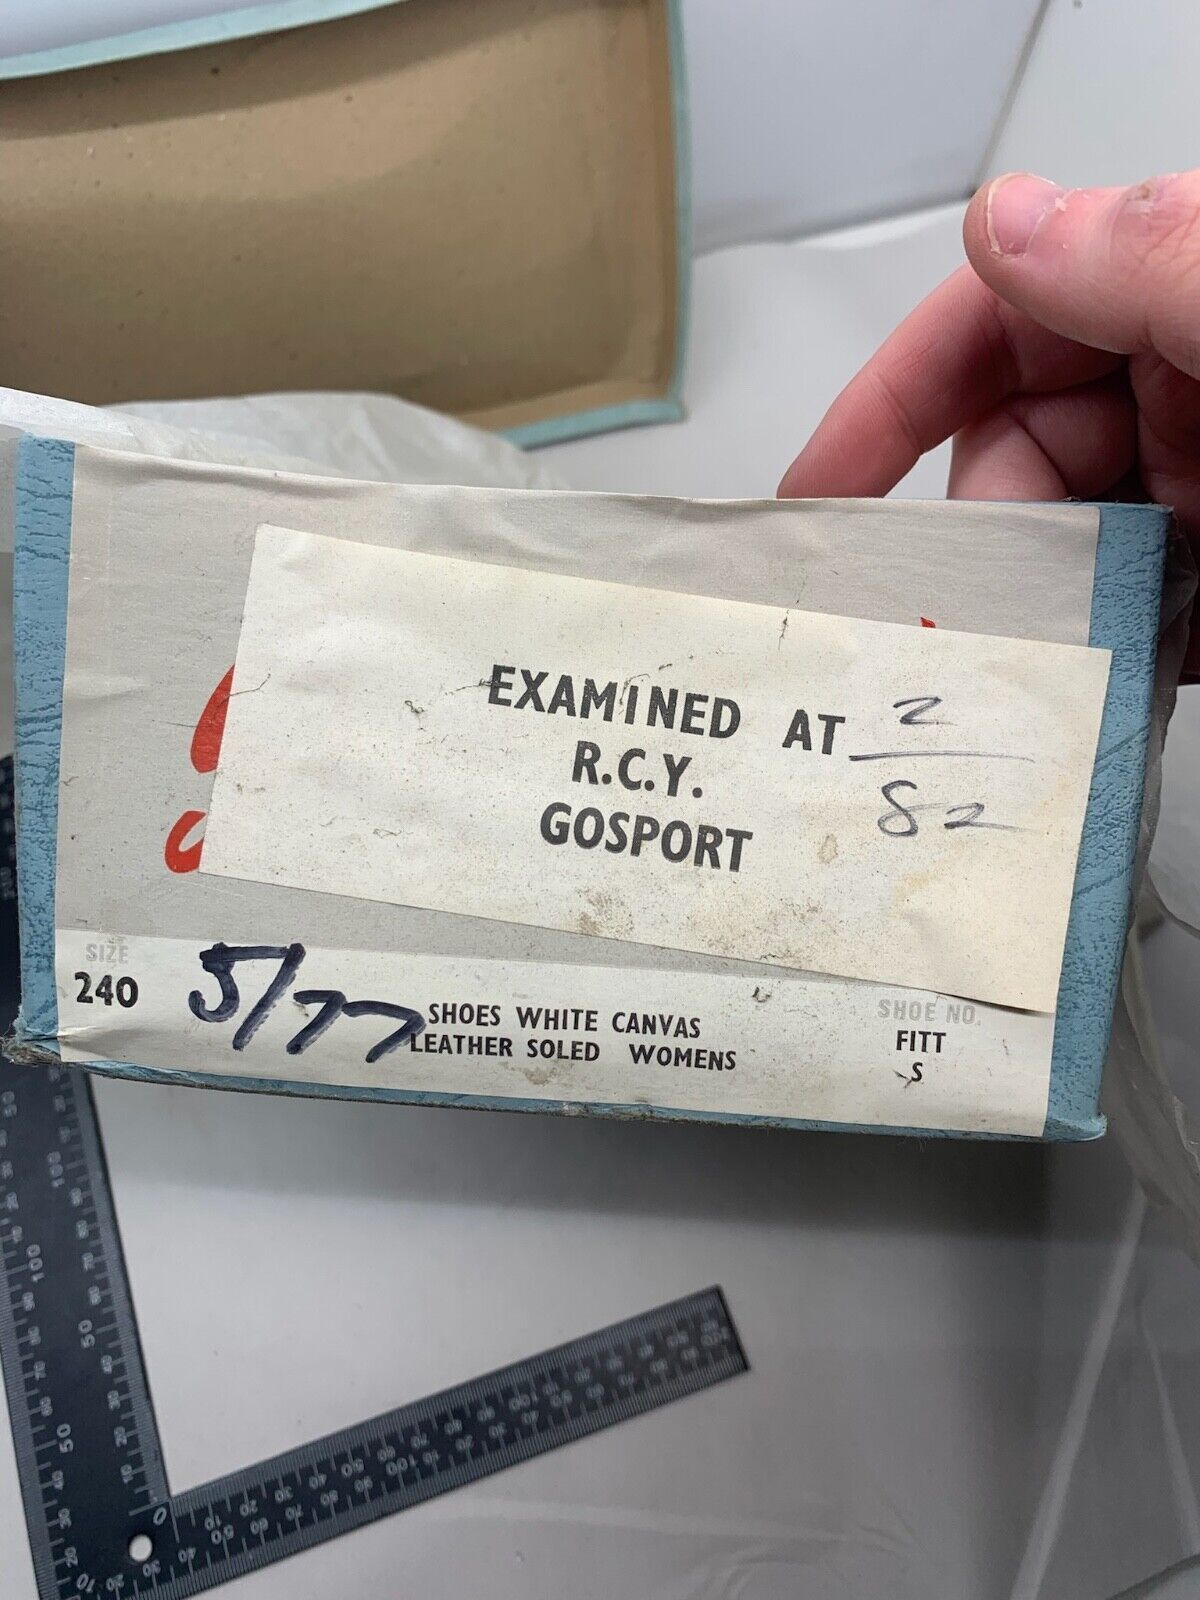 EXAMINED AT 2
R.C.Y. 82
GOSPORT
SIZE
240
5/77
SHOES WHITE CANVAS
LEATHER SOLED WOMENS
SHOE NO.
FITT
S